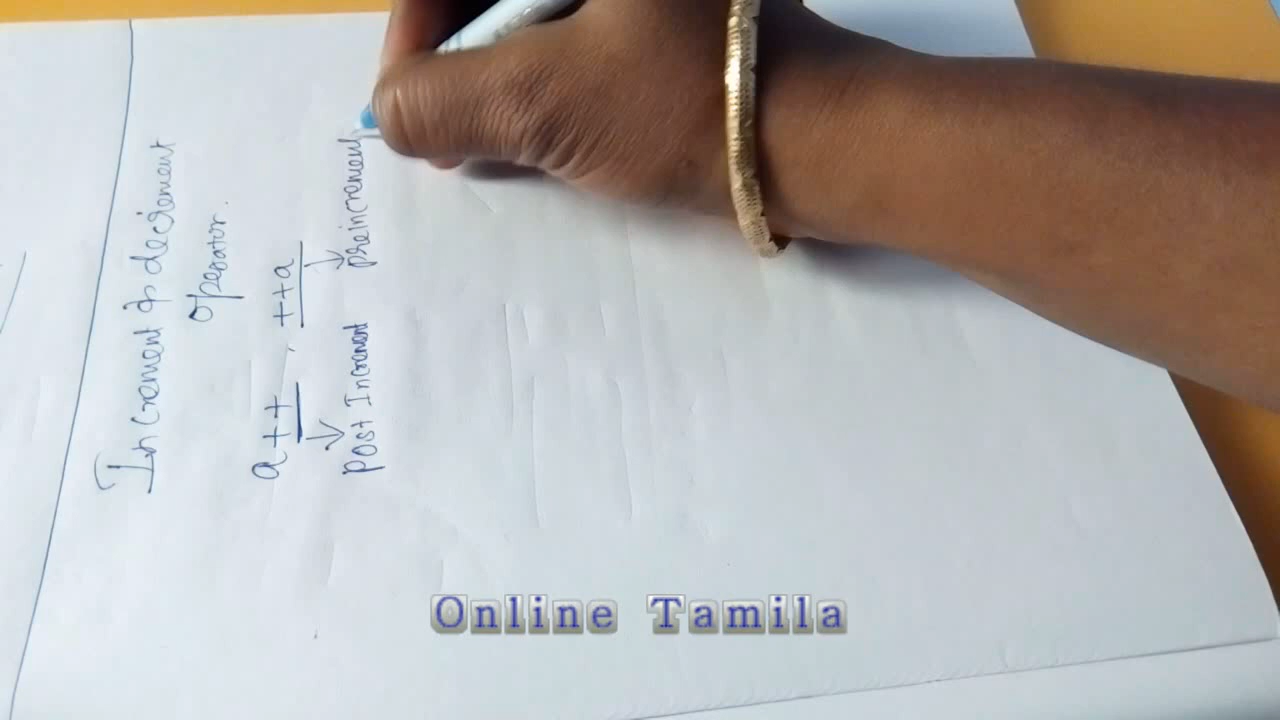 Increment & decrement
operator.
a++ , ++a
↓ ↓
Post Increment preincrement
Online Tamila